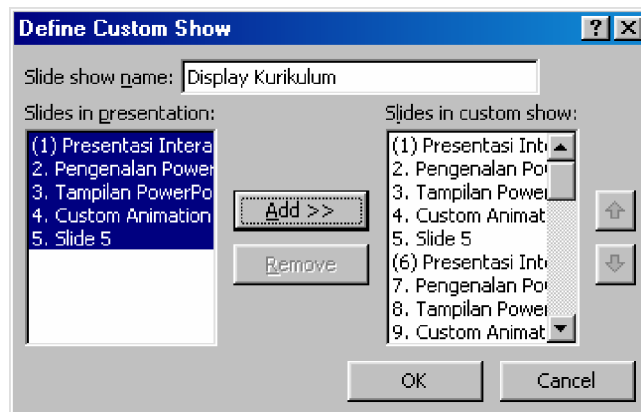 Define Custom Show
Slide show name: Display Kurikulum
Slides in presentation:
(1) Presentasi Intera
2. Pengenalan Power
3. Tampilan PowerPo
4. Custom Animation
5. Slide 5
Add >>
Remove
Slides in custom show:
(1) Presentasi Int
2. Pengenalan Po
3. Tampilan Power
4. Custom Animat
5. Slide 5
(6) Presentasi Int
7. Pengenalan Po
8. Tampilan Power
9. Custom Animat
OK
Cancel